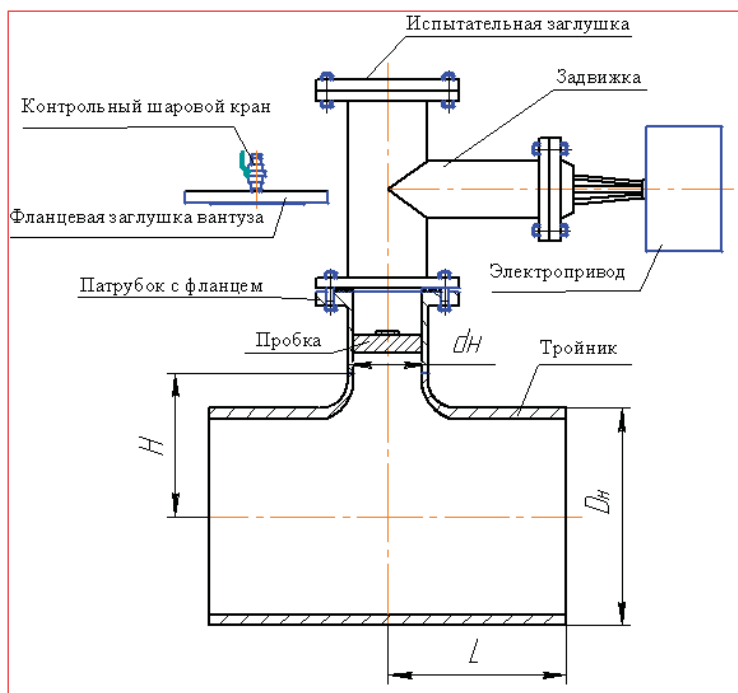 Испытательная заглушка
Задвижка
Контрольный шаровой кран
Фланцевая заглушка вантуза
Электропривод
Патрубок с фланцем
Пробка
dн
Тройник
H
Dн
L